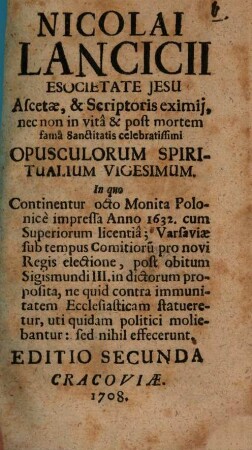 NICOLAI
LANCICII
ESOCIETATE JESU
Ascetæ, & Scriptoris eximij,
nec non in vitâ & post mortem
famâ Sanctitatis celebratissimi
OPUSCULORUM SPIRI-
TUALIUM VIGESIMUM.
In quo
Continentur octo Monita Polo-
nicè impressa Anno 1632. cum
Superiorum licentiâ; Varsaviæ
sub tempus Comitiorũ pro novi
Regis electione, post obitum
Sigismundi III. in dictorum pro-
posita, ne quid contra immuni-
tatem Ecclesiasticam statuere-
tur, uti quidam politici molie-
bantur: sed nihil effecerunt,
EDITIO SECUNDA
CRACOVIÆ.
1708.